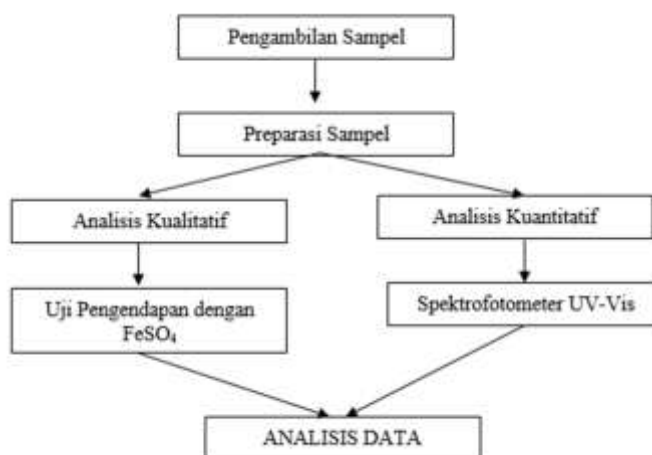 Pengambilan Sampel
Preparasi Sampel
Analisis Kualitatif
Analisis Kuantitatif
Uji Pengendapan dengan
FeSO₄
Spektrofotometer UV-Vis
ANALISIS DATA